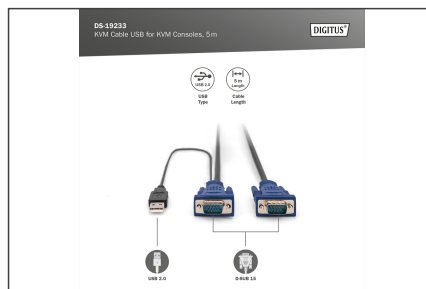 DS-19233
KVM Cable USB for KVM Consoles, 5m
DIGITUS®
USB 2.0
5 m
Length
USB
Type
Cable
Length
USB 2.0
D-SUB 15